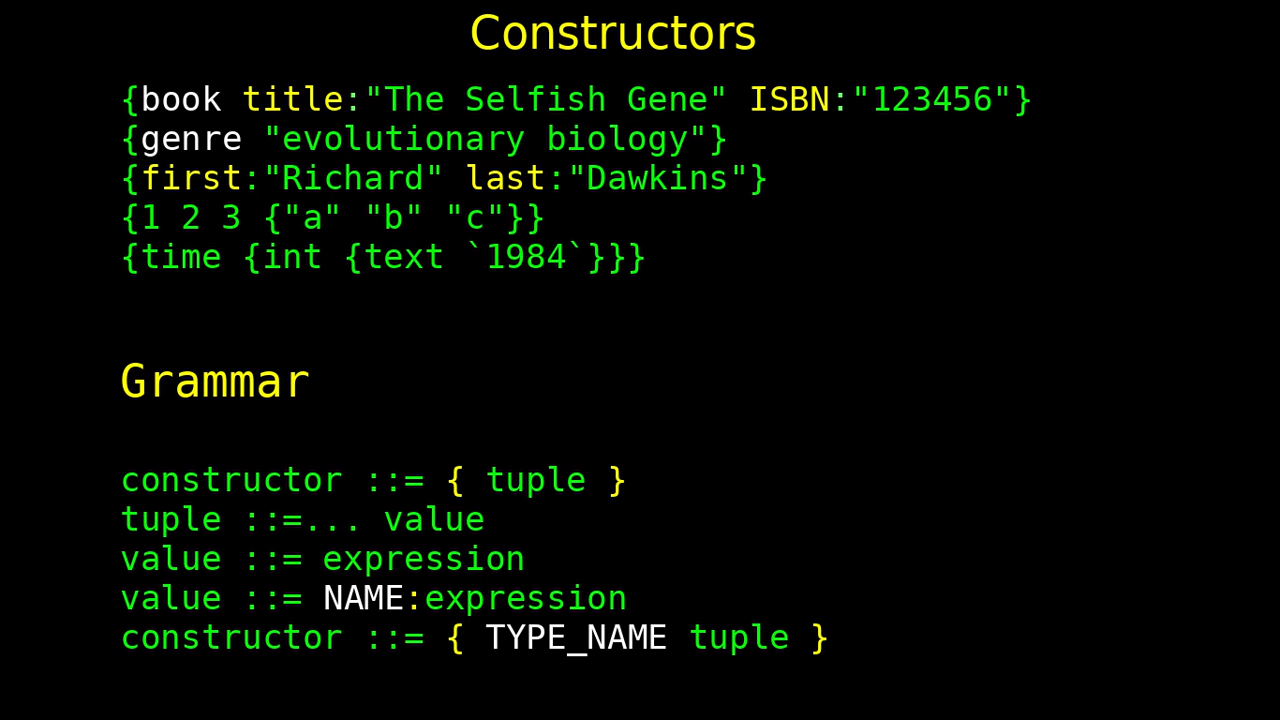 Constructors
{book title:"The Selfish Gene" ISBN:"123456"}
{genre "evolutionary biology"}
{first:"Richard" last:"Dawkins"}
{1 2 3 {"a" "b" "c"}}
{time {int {text `1984`}}}
Grammar
constructor ::= { tuple }
tuple ::=... value
value ::= expression
value ::= NAME:expression
constructor ::= { TYPE_NAME tuple }